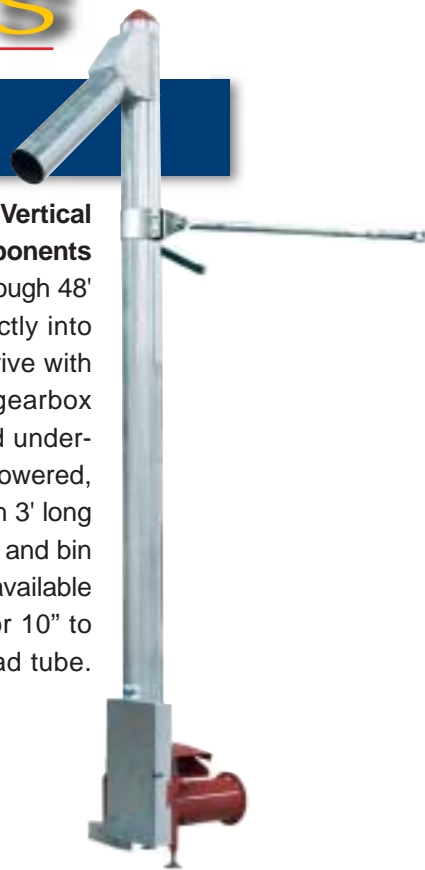 S
Vertical
ponents
ough 48'
ctly into
ive with
gearbox
d under-
owered,
n 3' long
and bin
available
or 10” to
ad tube.